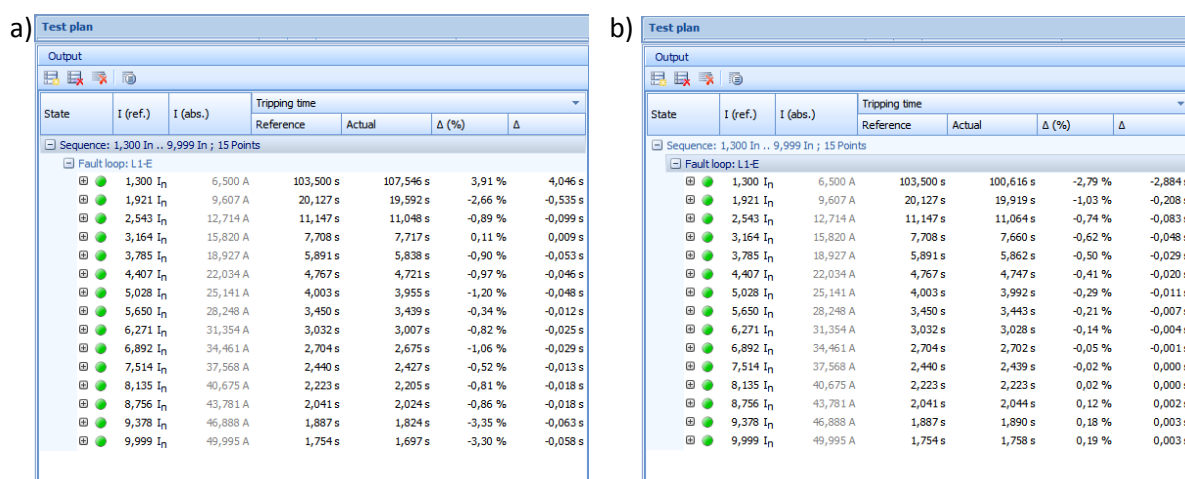 a)
Test plan
Output
State I (ref.) I (abs.) Tripping time
Reference Actual Δ (%) Δ
Sequence: 1,300 In .. 9,999 In ; 15 Points
Fault loop: L1-E
1,300 In 6,500 A 103,500 s 107,546 s 3,91 % 4,046 s
1,921 In 9,607 A 20,127 s 19,592 s -2,66 % -0,535 s
2,543 In 12,714 A 11,147 s 11,048 s -0,89 % -0,099 s
3,164 In 15,820 A 7,708 s 7,717 s 0,11 % 0,009 s
3,785 In 18,927 A 5,891 s 5,838 s -0,90 % -0,053 s
4,407 In 22,034 A 4,767 s 4,721 s -0,97 % -0,046 s
5,028 In 25,141 A 4,003 s 3,955 s -1,20 % -0,048 s
5,650 In 28,248 A 3,450 s 3,439 s -0,34 % -0,012 s
6,271 In 31,354 A 3,032 s 3,007 s -0,82 % -0,025 s
6,892 In 34,461 A 2,704 s 2,675 s -1,06 % -0,029 s
7,514 In 37,568 A 2,440 s 2,427 s -0,52 % -0,013 s
8,135 In 40,675 A 2,223 s 2,205 s -0,81 % -0,018 s
8,756 In 43,781 A 2,041 s 2,024 s -0,86 % -0,018 s
9,378 In 46,888 A 1,887 s 1,824 s -3,35 % -0,063 s
9,999 In 49,995 A 1,754 s 1,697 s -3,30 % -0,058 s
b)
Test plan
Output
State I (ref.) I (abs.) Tripping time
Reference Actual Δ (%) Δ
Sequence: 1,300 In .. 9,999 In ; 15 Points
Fault loop: L1-E
1,300 In 6,500 A 103,500 s 100,616 s -2,79 % -2,884 s
1,921 In 9,607 A 20,127 s 19,919 s -1,03 % -0,208 s
2,543 In 12,714 A 11,147 s 11,064 s -0,74 % -0,083 s
3,164 In 15,820 A 7,708 s 7,660 s -0,62 % -0,048 s
3,785 In 18,927 A 5,891 s 5,862 s -0,50 % -0,029 s
4,407 In 22,034 A 4,767 s 4,747 s -0,41 % -0,020 s
5,028 In 25,141 A 4,003 s 3,992 s -0,29 % -0,011 s
5,650 In 28,248 A 3,450 s 3,443 s -0,21 % -0,007 s
6,271 In 31,354 A 3,032 s 3,028 s -0,14 % -0,004 s
6,892 In 34,461 A 2,704 s 2,702 s -0,05 % -0,001 s
7,514 In 37,568 A 2,440 s 2,439 s -0,02 % 0,000 s
8,135 In 40,675 A 2,223 s 2,223 s 0,02 % 0,000 s
8,756 In 43,781 A 2,041 s 2,044 s 0,12 % 0,002 s
9,378 In 46,888 A 1,887 s 1,890 s 0,18 % 0,003 s
9,999 In 49,995 A 1,754 s 1,758 s 0,19 % 0,003 s